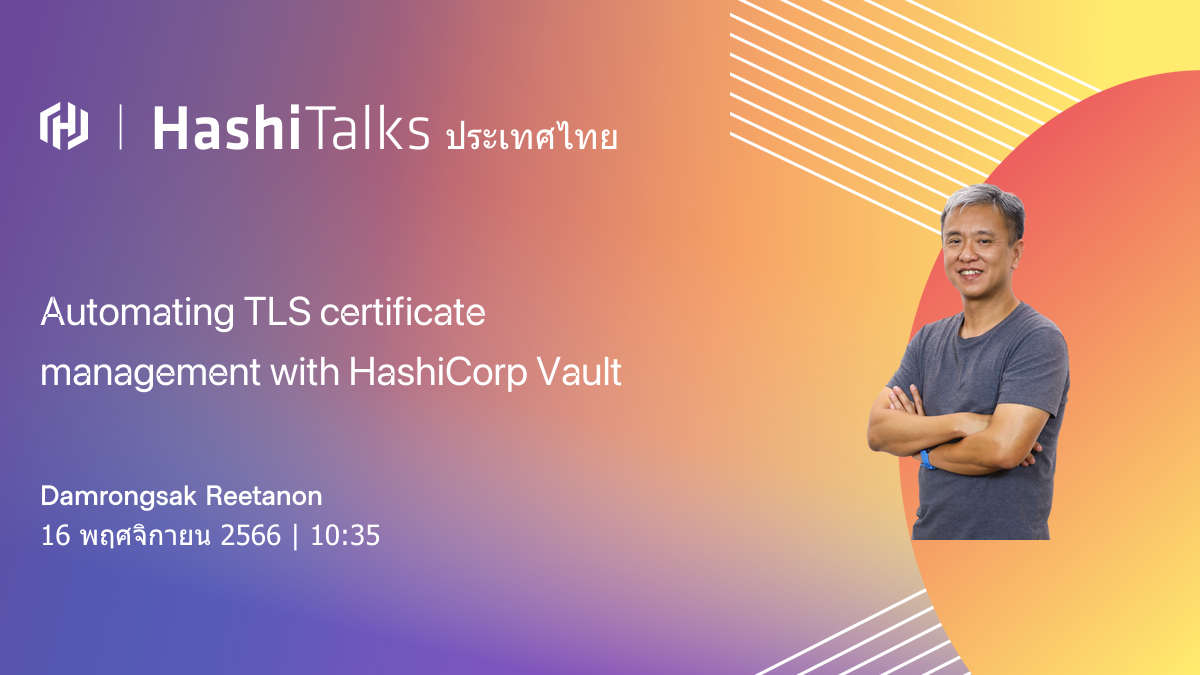 HashiTalks ประเทศไทย
Automating TLS certificate
management with HashiCorp Vault
Damrongsak Reetanon
16 พฤศจิกายน 2566 | 10:35